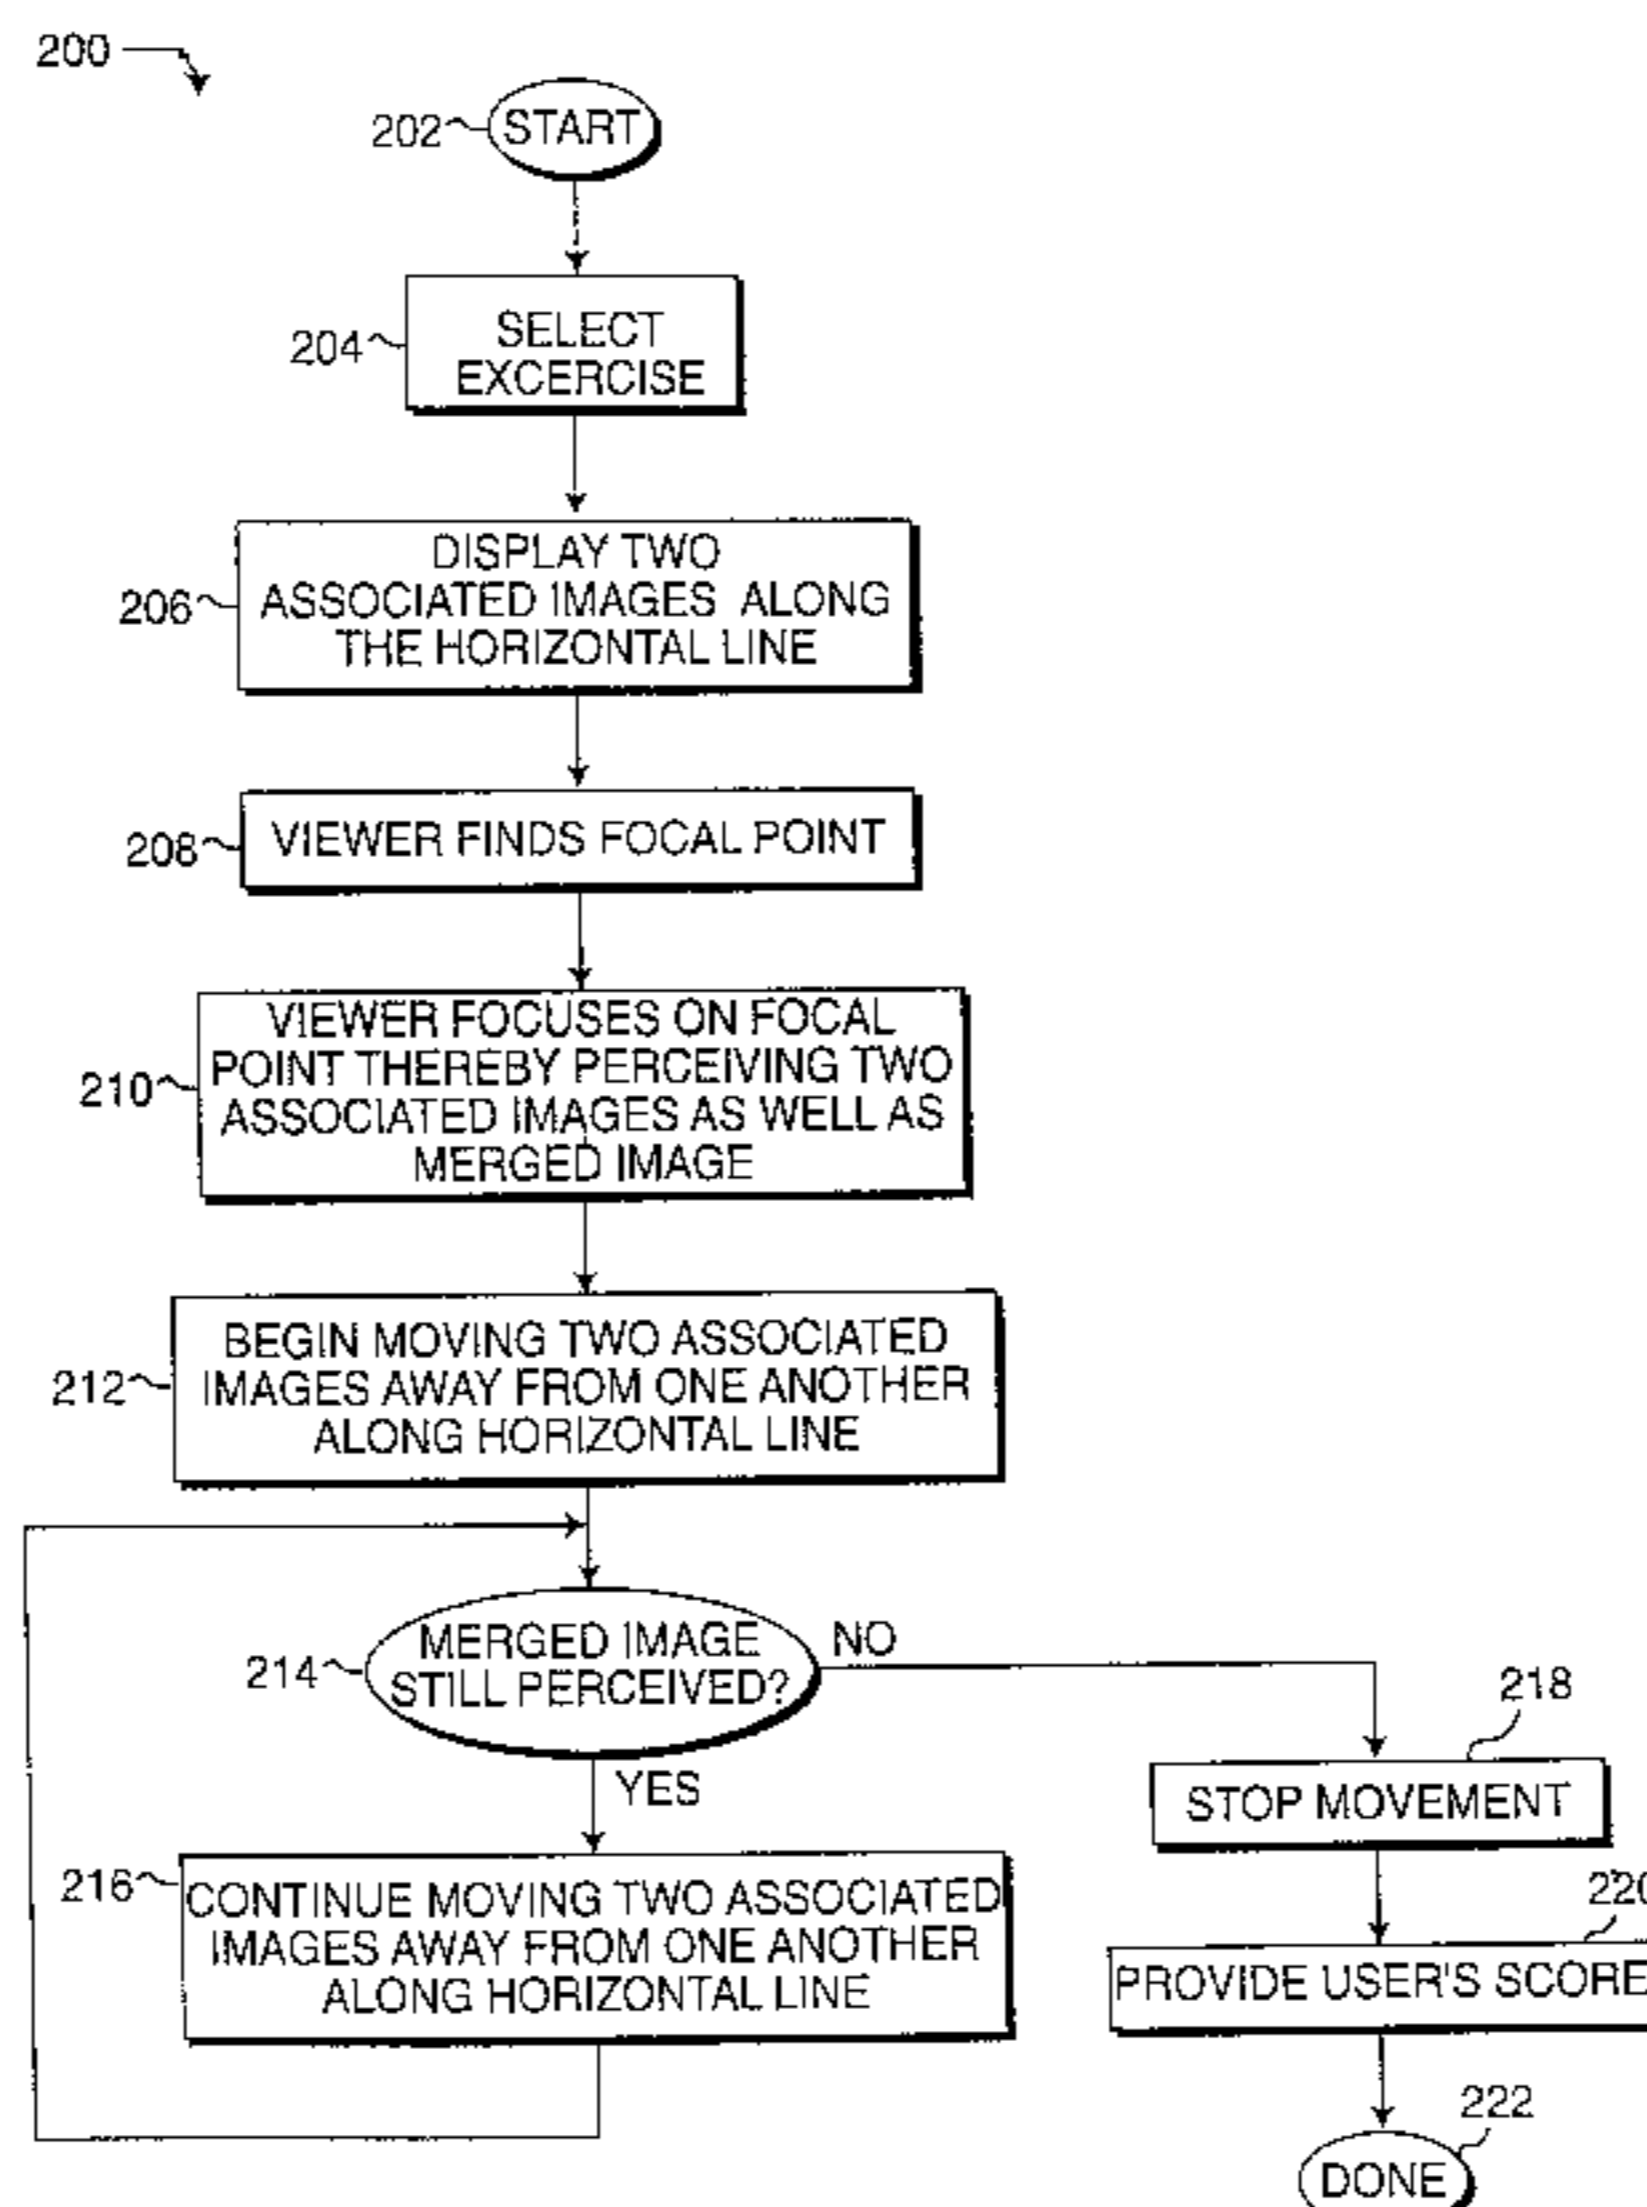 200
202
START
204
SELECT
EXCERCISE
206
DISPLAY TWO
ASSOCIATED IMAGES ALONG
THE HORIZONTAL LINE
208
VIEWER FINDS FOCAL POINT
210
VIEWER FOCUSES ON FOCAL
POINT THEREBY PERCEIVING TWO
ASSOCIATED IMAGES AS WELL AS
MERGED IMAGE
212
BEGIN MOVING TWO ASSOCIATED
IMAGES AWAY FROM ONE ANOTHER
ALONG HORIZONTAL LINE
214
MERGED IMAGE
STILL PERCEIVED?
NO
YES
216
CONTINUE MOVING TWO ASSOCIATED
IMAGES AWAY FROM ONE ANOTHER
ALONG HORIZONTAL LINE
218
STOP MOVEMENT
220
PROVIDE USER'S SCORE
222
DONE